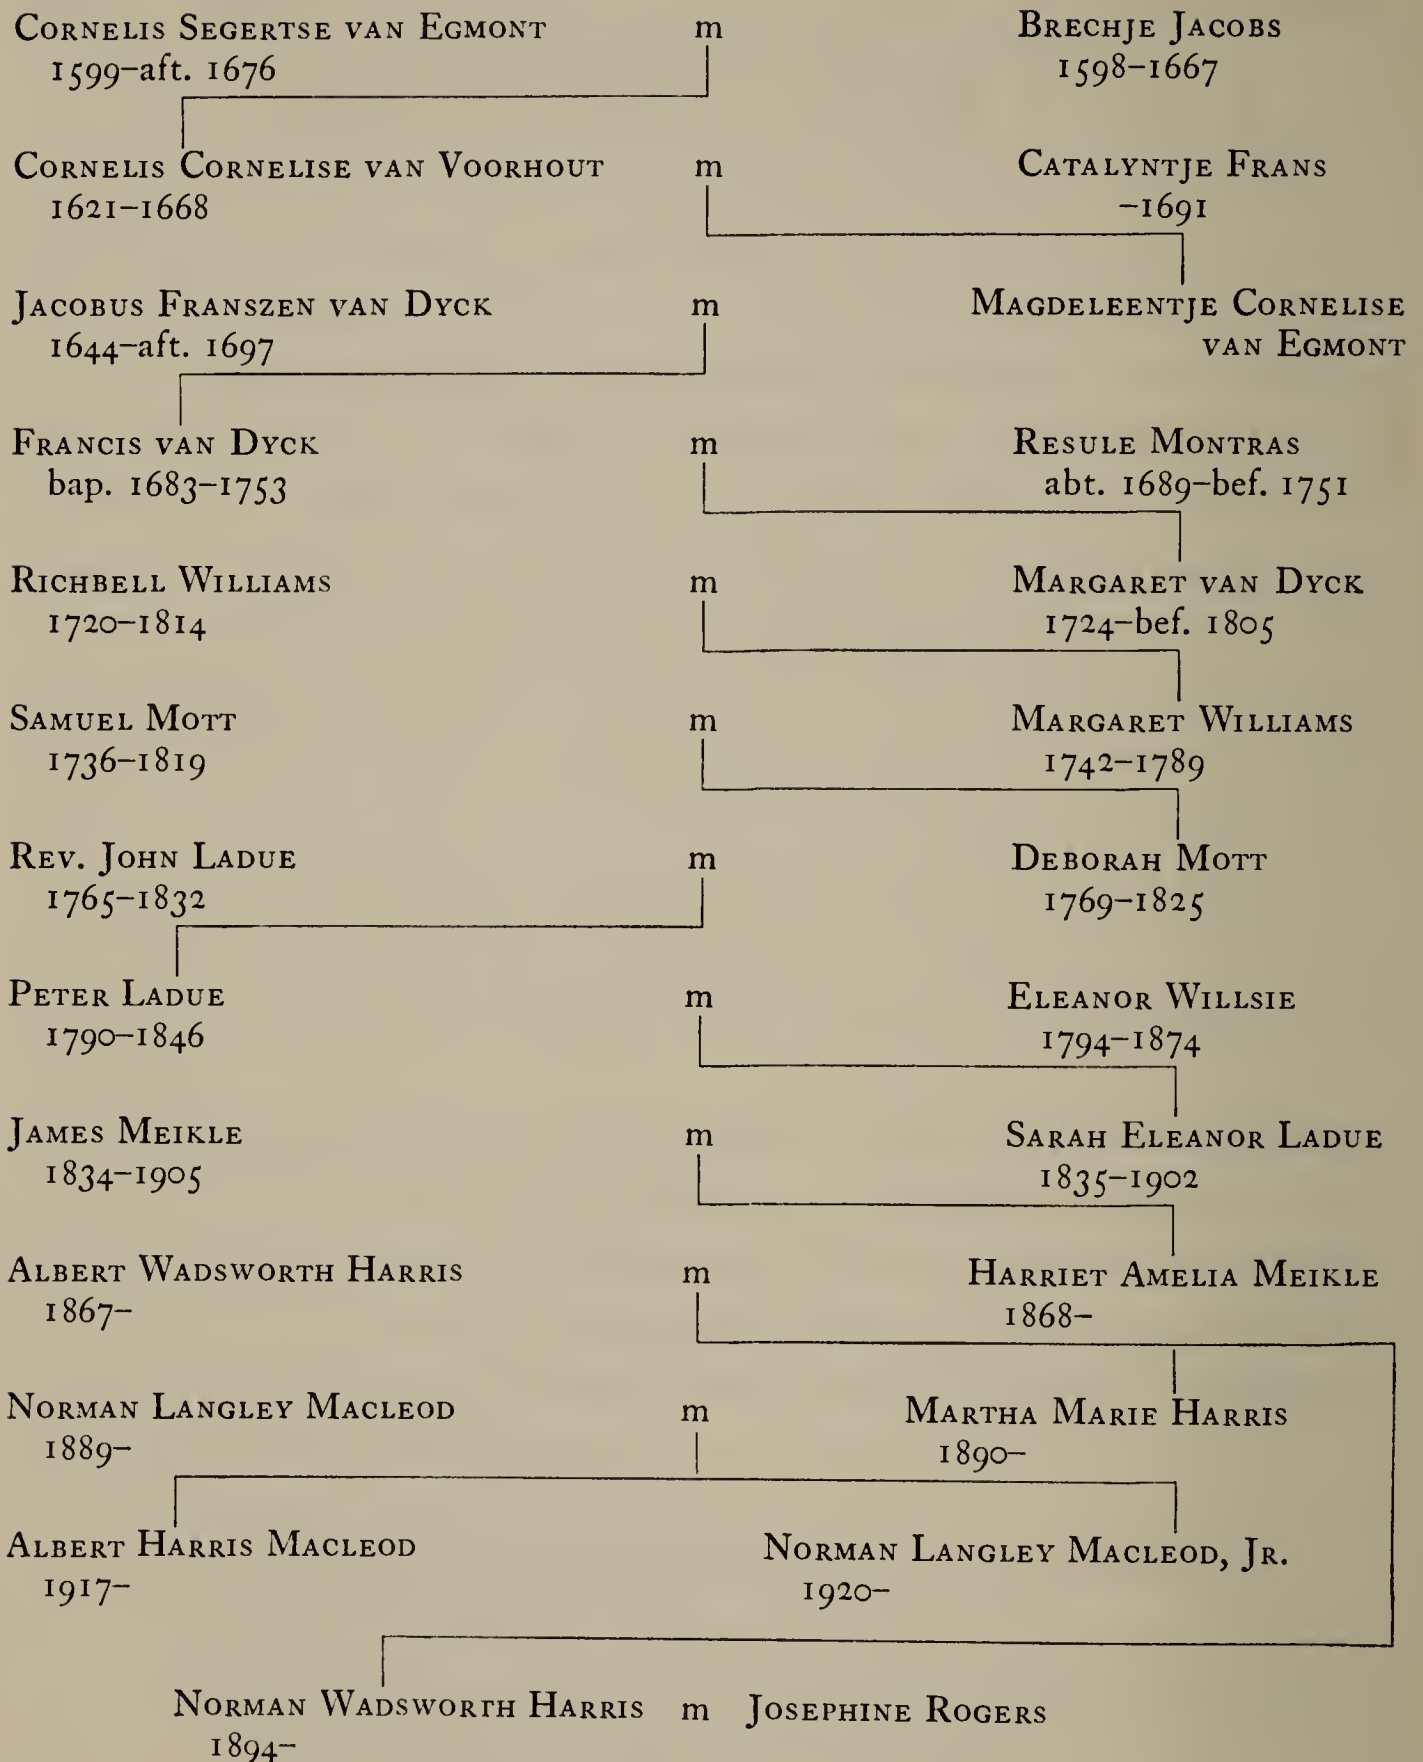 Cornelis Segertse van Egmont m Brechje Jacobs
1599–aft. 1676 1598–1667
Cornelis Cornelise van Voorhout m Catalyntje Frans
1621–1668 –1691
Jacobus Franszen van Dyck m Magdeleentje Cornelise
1644–aft. 1697 van Egmont
Francis van Dyck m Resule Montras
bap. 1683–1753 abt. 1689–bef. 1751
Richbell Williams m Margaret van Dyck
1720–1814 1724–bef. 1805
Samuel Mott m Margaret Williams
1736–1819 1742–1789
Rev. John Ladue m Deborah Mott
1765–1832 1769–1825
Peter Ladue m Eleanor Willsie
1790–1846 1794–1874
James Meikle m Sarah Eleanor Ladue
1834–1905 1835–1902
Albert Wadsworth Harris m Harriet Amelia Meikle
1867– 1868–
Norman Langley Macleod m Martha Marie Harris
1889– 1890–
Albert Harris Macleod Norman Langley Macleod, Jr.
1917– 1920–
Norman Wadsworth Harris m Josephine Rogers
1894–